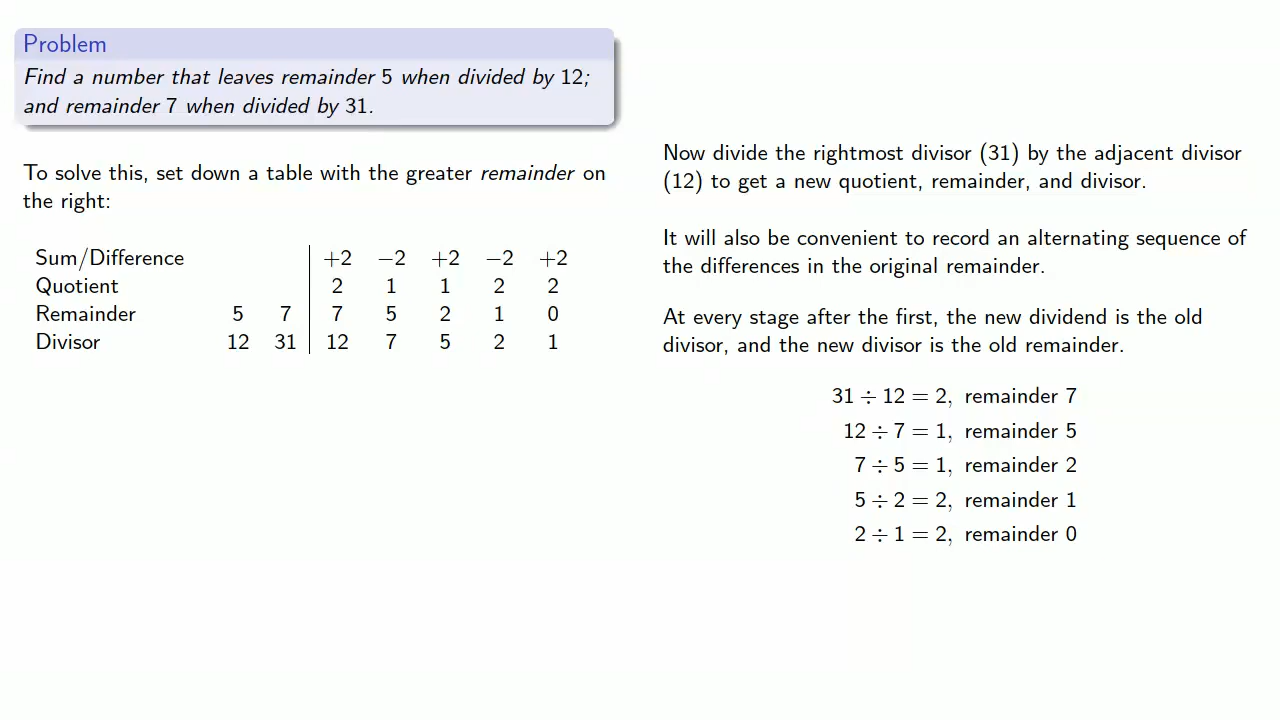 Problem
Find a number that leaves remainder 5 when divided by 12;
and remainder 7 when divided by 31.
To solve this, set down a table with the greater remainder on
the right:
Sum/Difference +2 −2 +2 −2 +2
Quotient 2 1 1 2 2
Remainder 5 7 7 5 2 1 0
Divisor 12 31 12 7 5 2 1
Now divide the rightmost divisor (31) by the adjacent divisor
(12) to get a new quotient, remainder, and divisor.
It will also be convenient to record an alternating sequence of
the differences in the original remainder.
At every stage after the first, the new dividend is the old
divisor, and the new divisor is the old remainder.
31 ÷ 12 = 2, remainder 7
12 ÷ 7 = 1, remainder 5
7 ÷ 5 = 1, remainder 2
5 ÷ 2 = 2, remainder 1
2 ÷ 1 = 2, remainder 0